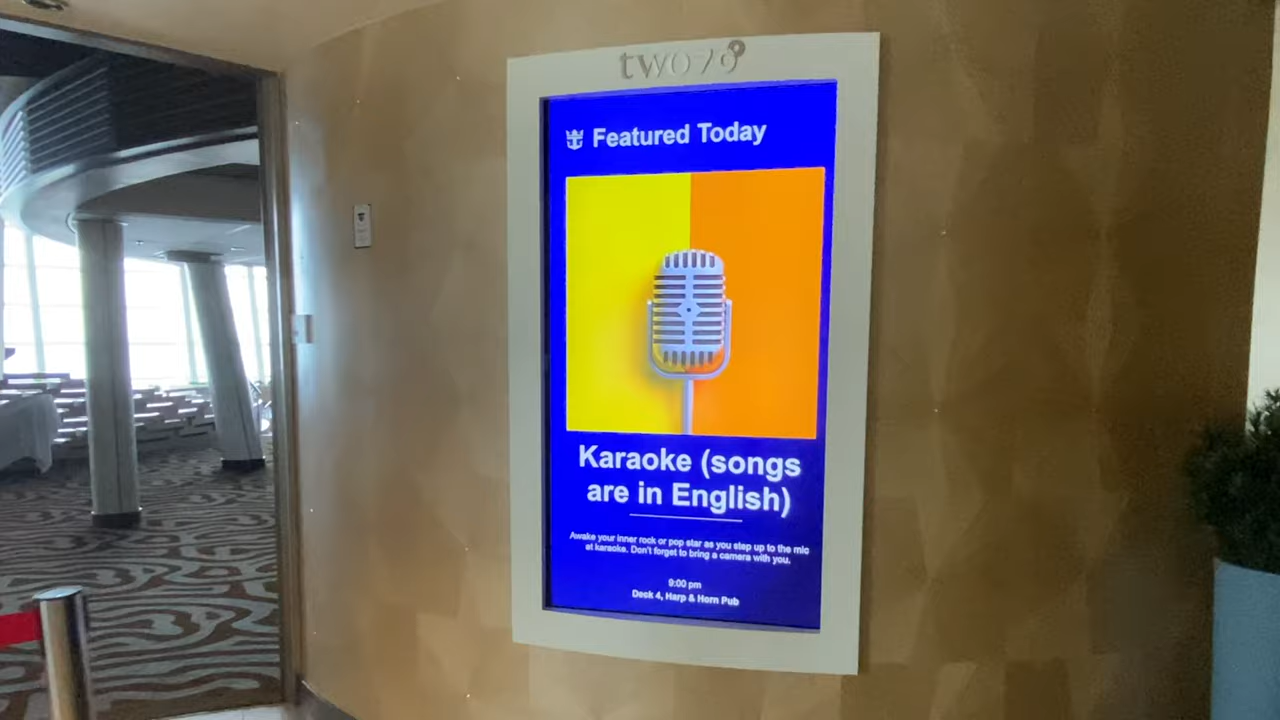 two70
Featured Today
Karaoke (songs
are in English)
Awake your inner rock or pop star as you step up to the mic
at karaoke. Don't forget to bring a camera with you.
9:00 pm
Deck 4, Harp & Horn Pub